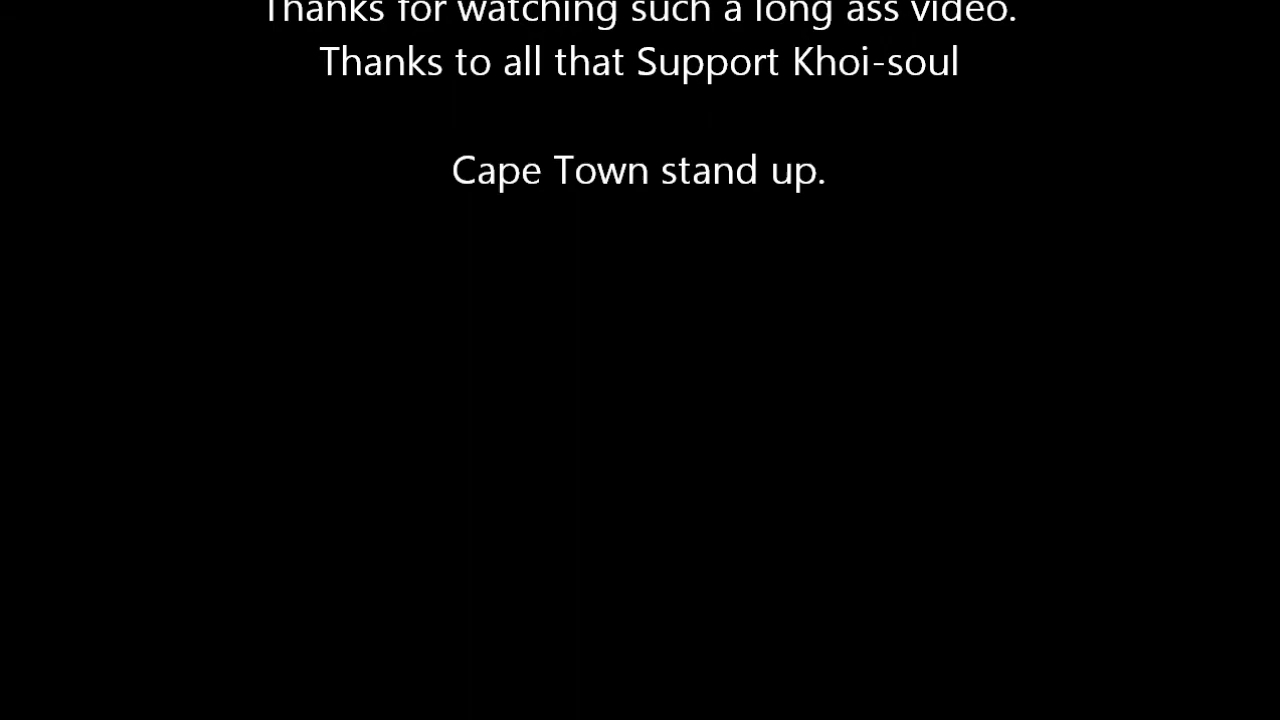 Thanks for watching such a long ass video.
Thanks to all that Support Khoi-soul
Cape Town stand up.